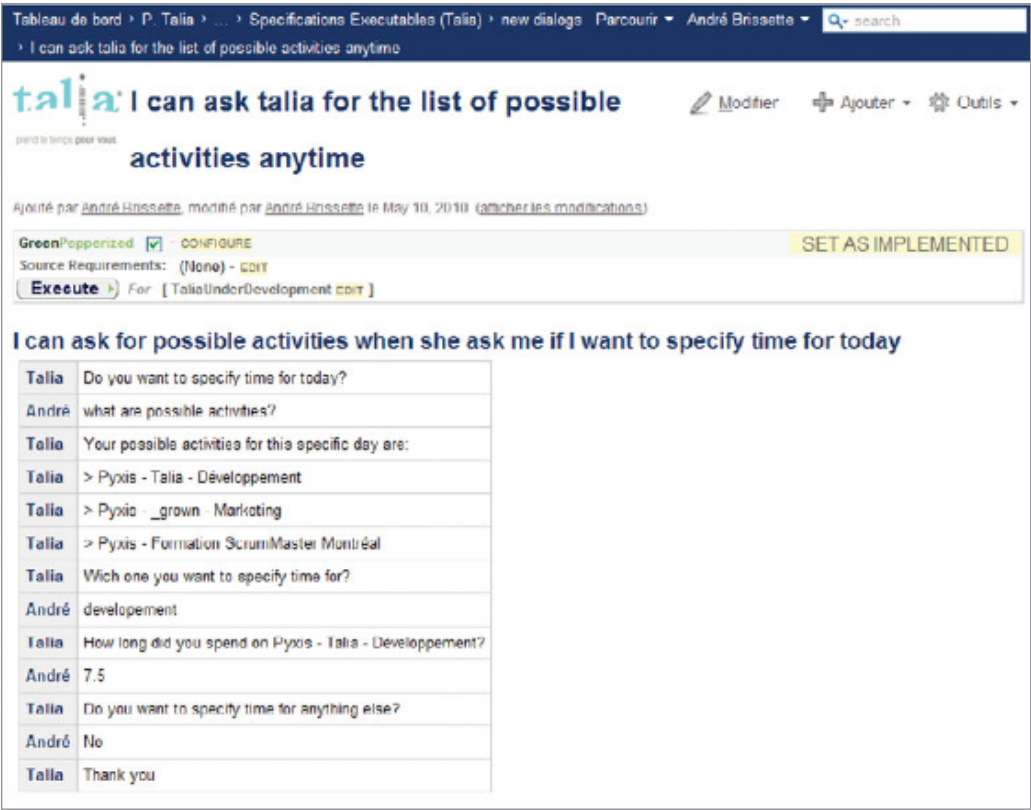 Tableau de bord > P. Talia > ... > Specifications Executables (Talia) > new dialogs Parcourir André Brissette search
> I can ask talia for the list of possible activities anytime
talia I can ask talia for the list of possible Modifier Ajouter Outils
prend le temps pour vous
activities anytime
Ajouté par André Brissette, modifié par André Brissette le May 10, 2010 (afficher les modifications)
GreenPepperized - CONFIGURE SET AS IMPLEMENTED
Source Requirements: (None) - EDIT
Execute For [ TaliaUnderDevelopment EDIT ]
I can ask for possible activities when she ask me if I want to specify time for today
Talia Do you want to specify time for today?
André what are possible activities?
Talia Your possible activities for this specific day are:
Talia > Pyxis - Talia - Développement
Talia > Pyxis - _grown - Marketing
Talia > Pyxis - Formation ScrumMaster Montréal
Talia Wich one you want to specify time for?
André developement
Talia How long did you spend on Pyxis - Talia - Développement?
André 7.5
Talia Do you want to specify time for anything else?
André No
Talia Thank you